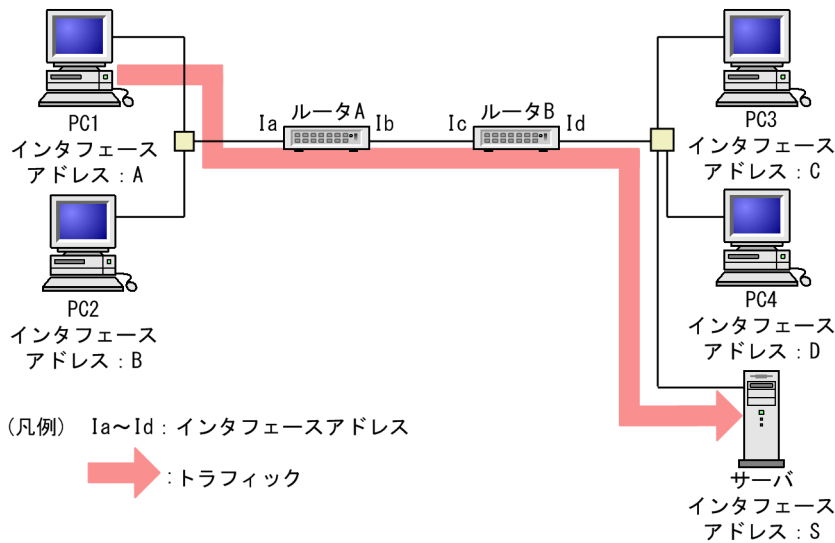 PC1
インタフェース
アドレス：A
PC2
インタフェース
アドレス：B
Ia
ルータA
Ib
Ic
ルータB
Id
PC3
インタフェース
アドレス：C
PC4
インタフェース
アドレス：D
サーバ
インタフェース
アドレス：S
(凡例) Ia～Id：インタフェースアドレス
：トラフィック